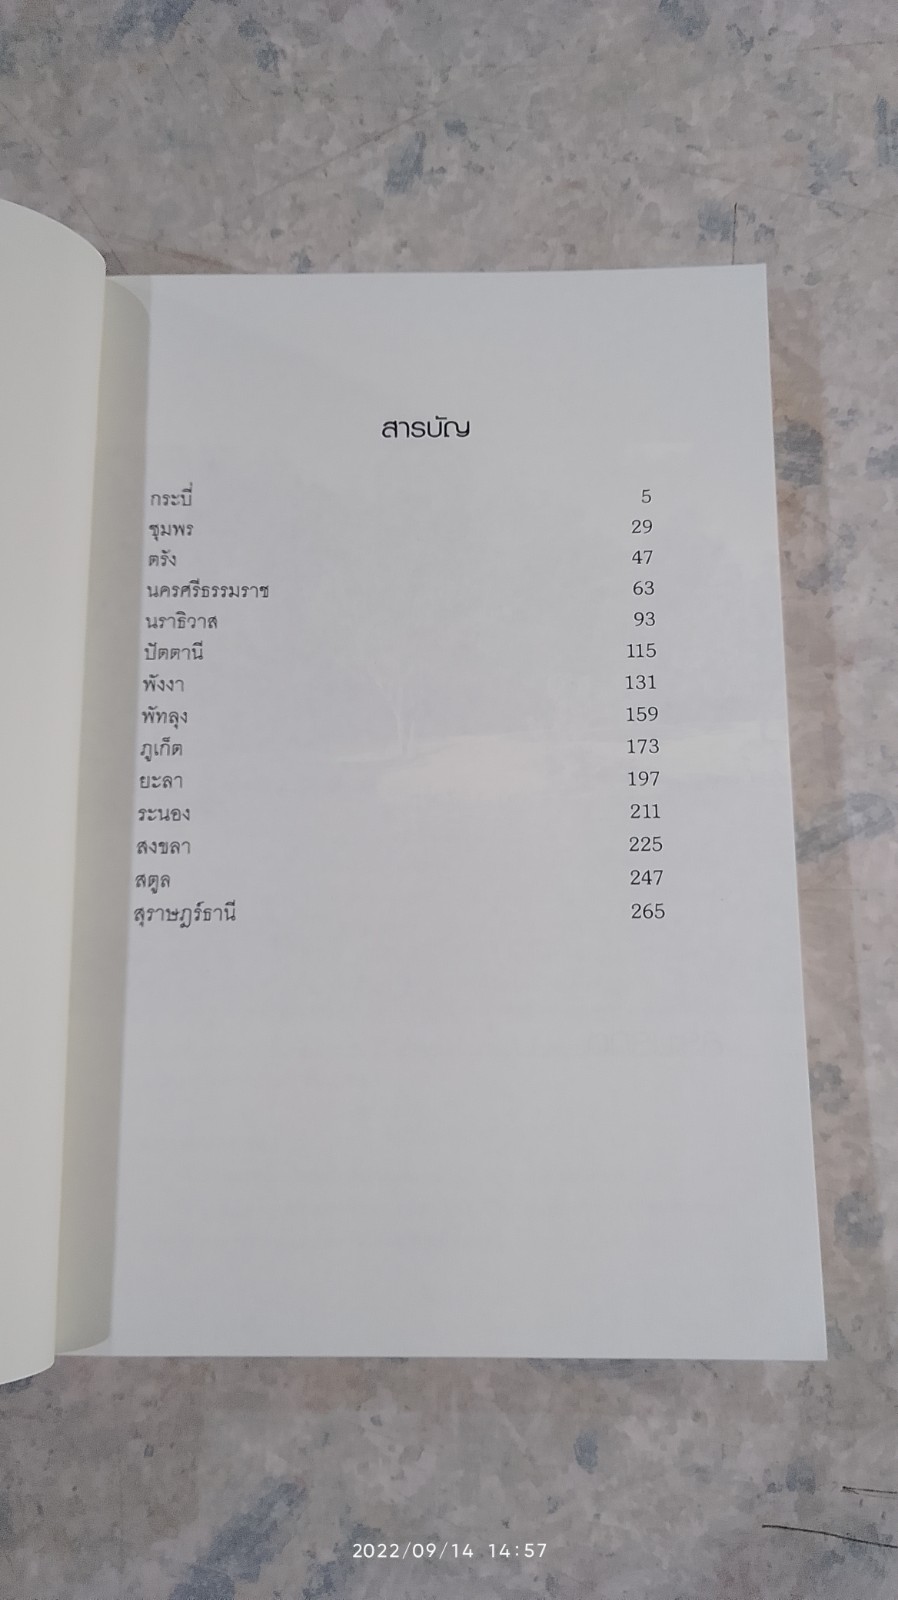 สารบัญ
กระบี่ 5
ชุมพร 29
ตรัง 47
นครศรีธรรมราช 63
นราธิวาส 93
ปัตตานี 115
พังงา 131
พัทลุง 159
ภูเก็ต 173
ยะลา 197
ระนอง 211
สงขลา 225
สตูล 247
สุราษฎร์ธานี 265
2022/09/14 14:57